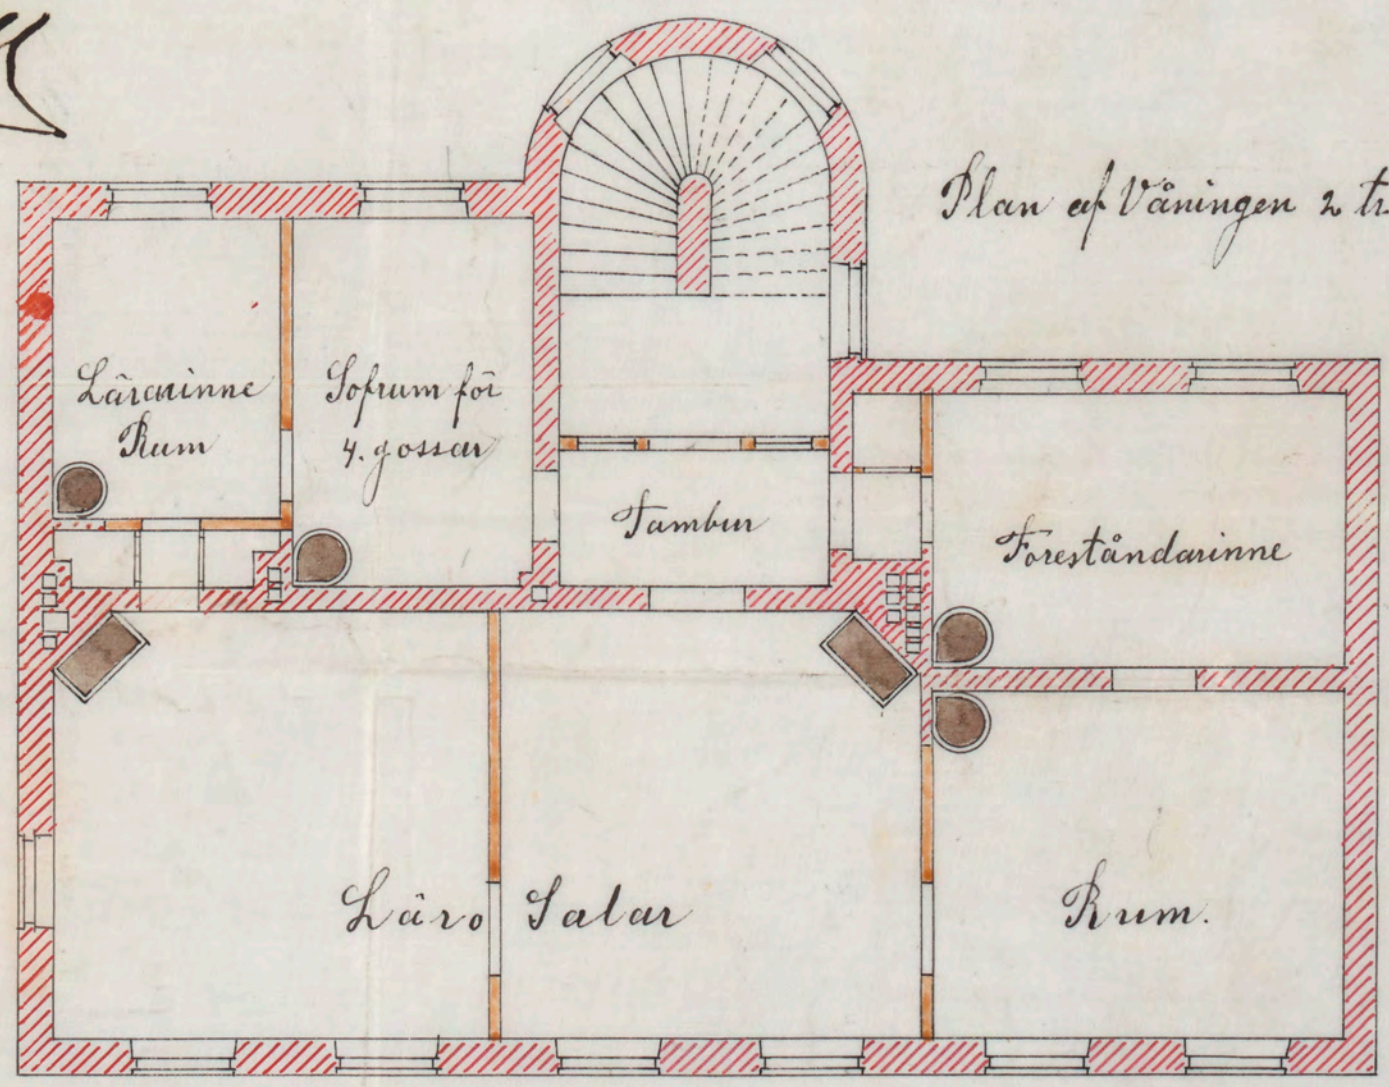 Plan af Våningen 2 tr
Lärarinne
Rum
Sofrum för
4. gossar
Tambur
Föreståndarinne
Läro Salar
Rum.